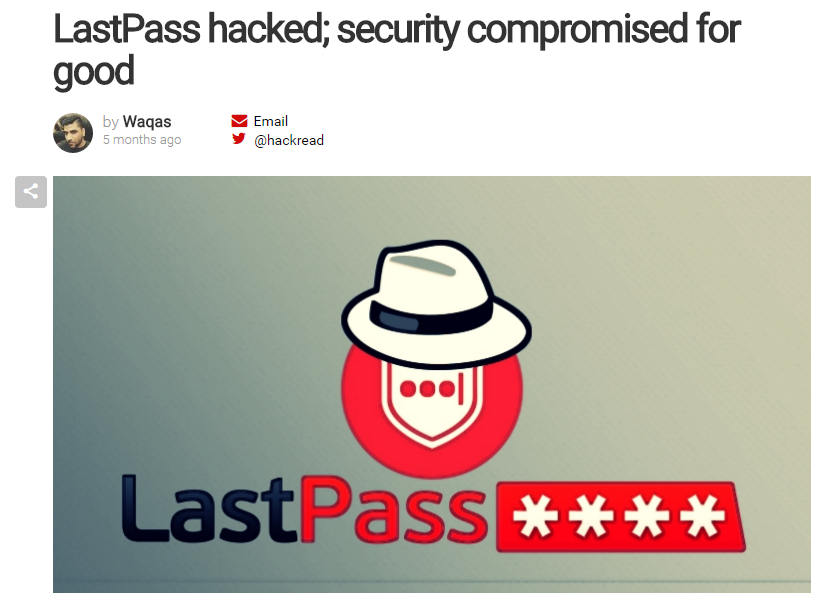 LastPass hacked; security compromised for
good
by Waqas
Email
5 months ago
@hackread
LastPass ****